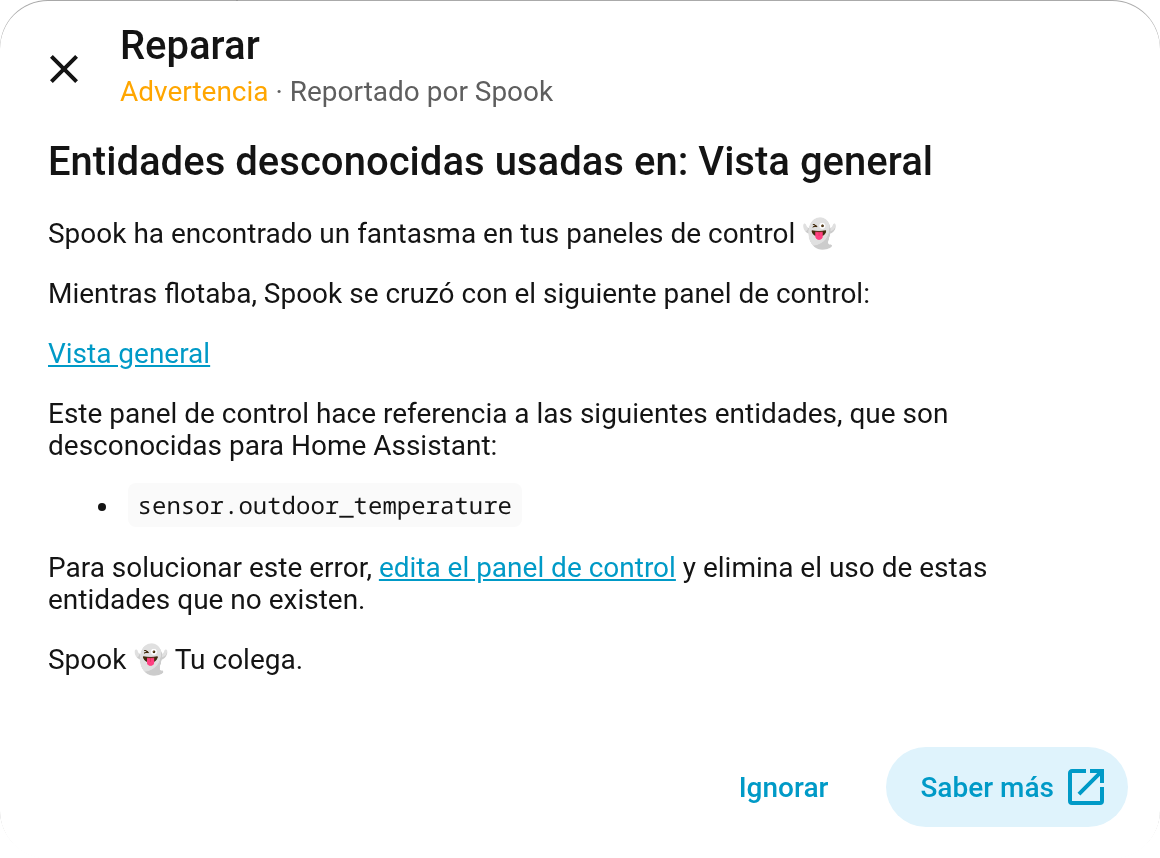 Reparar
Advertencia · Reportado por Spook
Entidades desconocidas usadas en: Vista general
Spook ha encontrado un fantasma en tus paneles de control 👻
Mientras flotaba, Spook se cruzó con el siguiente panel de control:
Vista general
Este panel de control hace referencia a las siguientes entidades, que son
desconocidas para Home Assistant:
• sensor.outdoor_temperature
Para solucionar este error, edita el panel de control y elimina el uso de estas
entidades que no existen.
Spook 👻 Tu colega.
Ignorar
Saber más